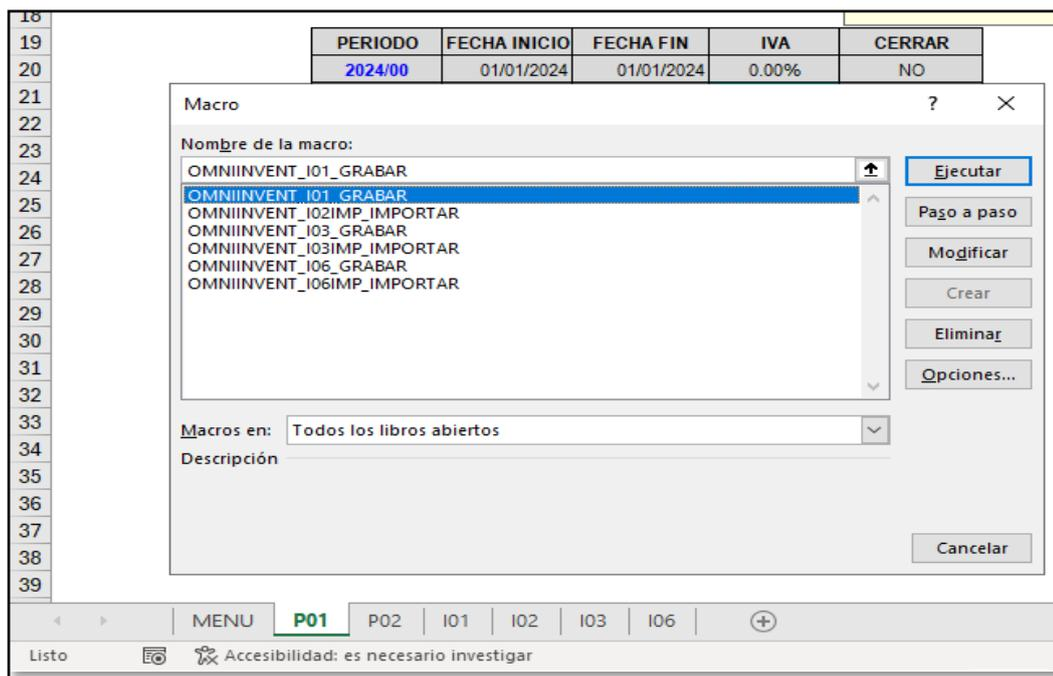 18
19 PERIODO FECHA INICIO FECHA FIN IVA CERRAR
20 2024/00 01/01/2024 01/01/2024 0.00% NO
21
22
23
24
25
26
27
28
29
30
31
32
33
34
35
36
37
38
39
Macro ? ×
Nombre de la macro:
OMNIINVENT_I01_GRABAR
OMNIINVENT_I01_GRABAR
OMNIINVENT_I02IMP_IMPORTAR
OMNIINVENT_I03_GRABAR
OMNIINVENT_I03IMP_IMPORTAR
OMNIINVENT_I06_GRABAR
OMNIINVENT_I06IMP_IMPORTAR
Ejecutar
Paso a paso
Modificar
Crear
Eliminar
Opciones...
Macros en: Todos los libros abiertos
Descripción
Cancelar
MENU P01 P02 I01 I02 I03 I06
Listo Accesibilidad: es necesario investigar